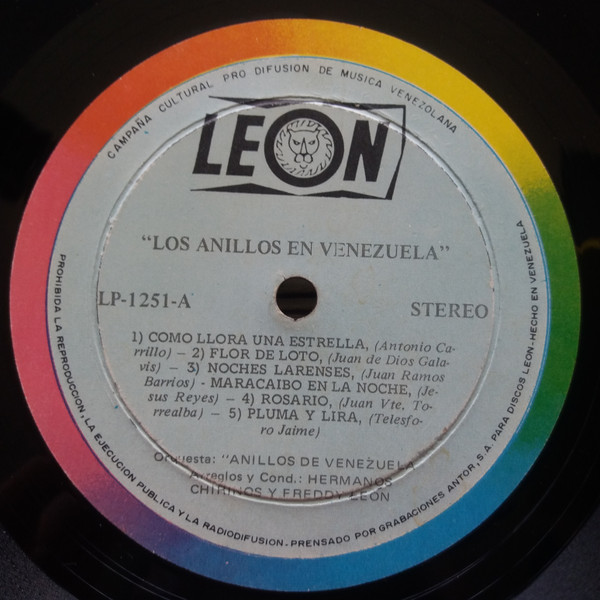 CAMPAÑA CULTURAL PRO DIFUSION DE MUSICA VENEZOLANA
LEON
“LOS ANILLOS EN VENEZUELA”
LP-1251-A
STEREO
1) COMO LLORA UNA ESTRELLA, (Antonio Ca-
rrillo) – 2) FLOR DE LOTO, (Juan de Dios Gala-
vis) – 3) NOCHES LARENSES, (Juan Ramos
Barrios) - MARACAIBO EN LA NOCHE, (Je-
sus Reyes) – 4) ROSARIO, (Juan Vte. To-
rrealba) – 5) PLUMA Y LIRA, (Telesfo-
ro Jaime)
Orquesta: "ANILLOS DE VENEZUELA
Arreglos y Cond.: HERMANOS
CHIRINOS Y FREDDY LEON
PROHIBIDA LA REPRODUCCION, LA EJECUCION PUBLICA Y LA RADIODIFUSION. PRENSADO POR GRABACIONES ANTOR, S.A. PARA DISCOS LEON-HECHO EN VENEZUELA